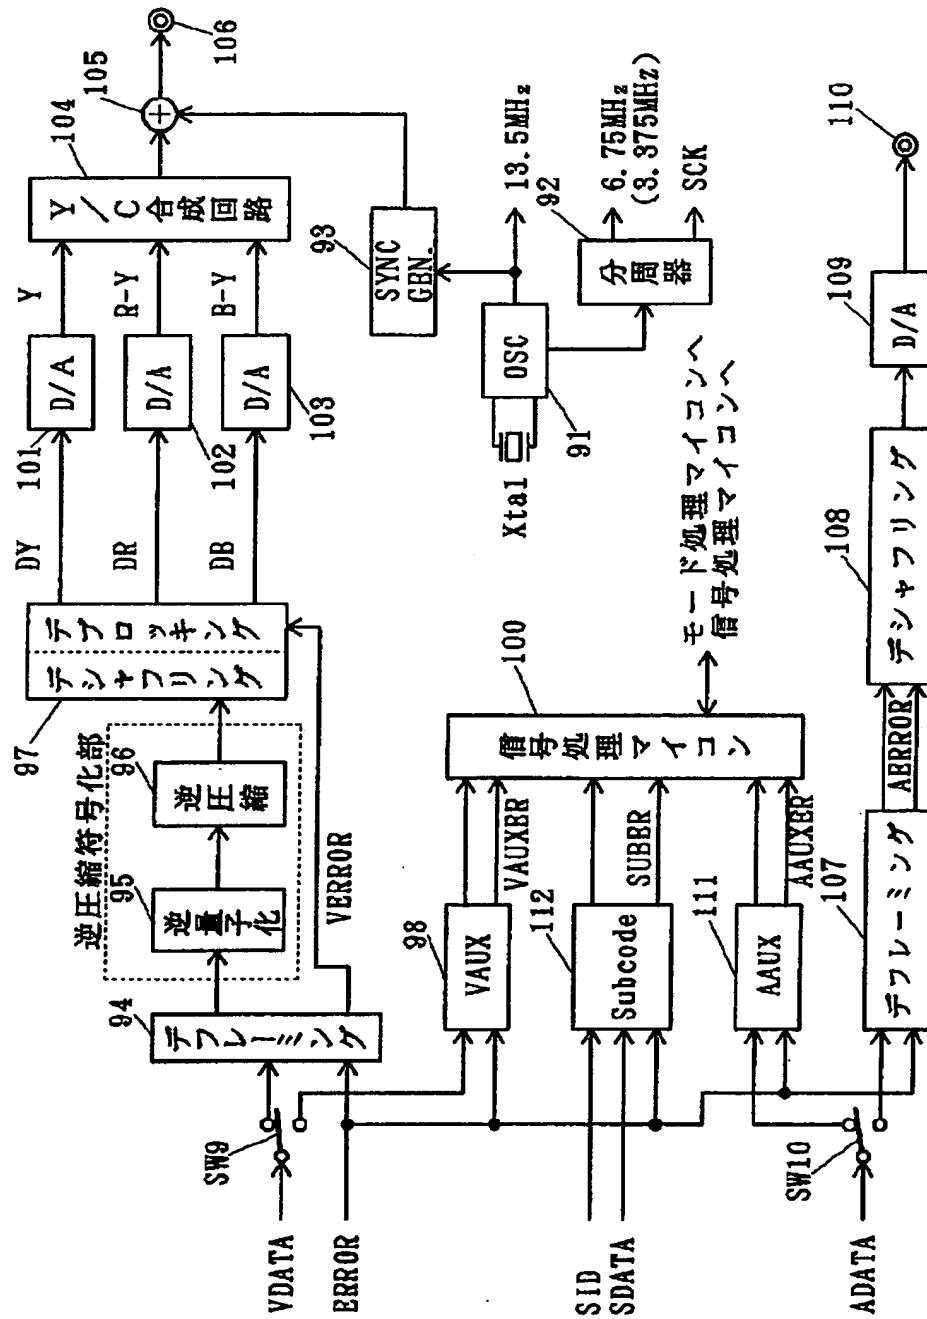 VDATA
ERROR
SID
SDATA
ADATA
SW9
SW10
94
デフレーミング
逆圧縮符号化部
95
逆量子化
96
逆圧縮
97
デシャフリング
デブロッキング
VERROR
DY
DR
DB
101
D/A
102
D/A
103
D/A
Y
R-Y
B-Y
104
Y/C合成回路
105
+
106
93
SYNC
GEN.
13.5MHz
92
分周器
6.75MHz
(3.375MHz)
SCK
OSC
91
Xtal
98
VAUX
VAUXER
112
Subcode
SUBER
111
AAUX
AAUXER
100
信号処理マイコン
モード処理マイコンへ
信号処理マイコンへ
107
デフレーミング
AERROR
108
デシャフリング
109
D/A
110